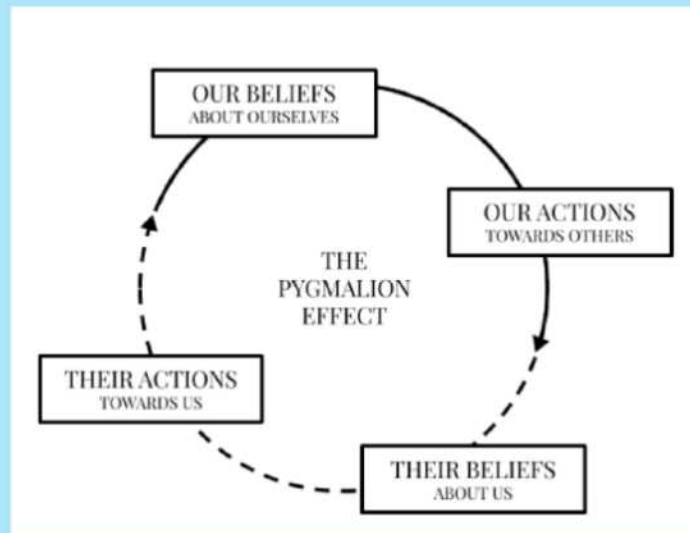 OUR BELIEFS
ABOUT OURSELVES
OUR ACTIONS
TOWARDS OTHERS
THE
PYGMALION
EFFECT
THEIR ACTIONS
TOWARDS US
THEIR BELIEFS
ABOUT US